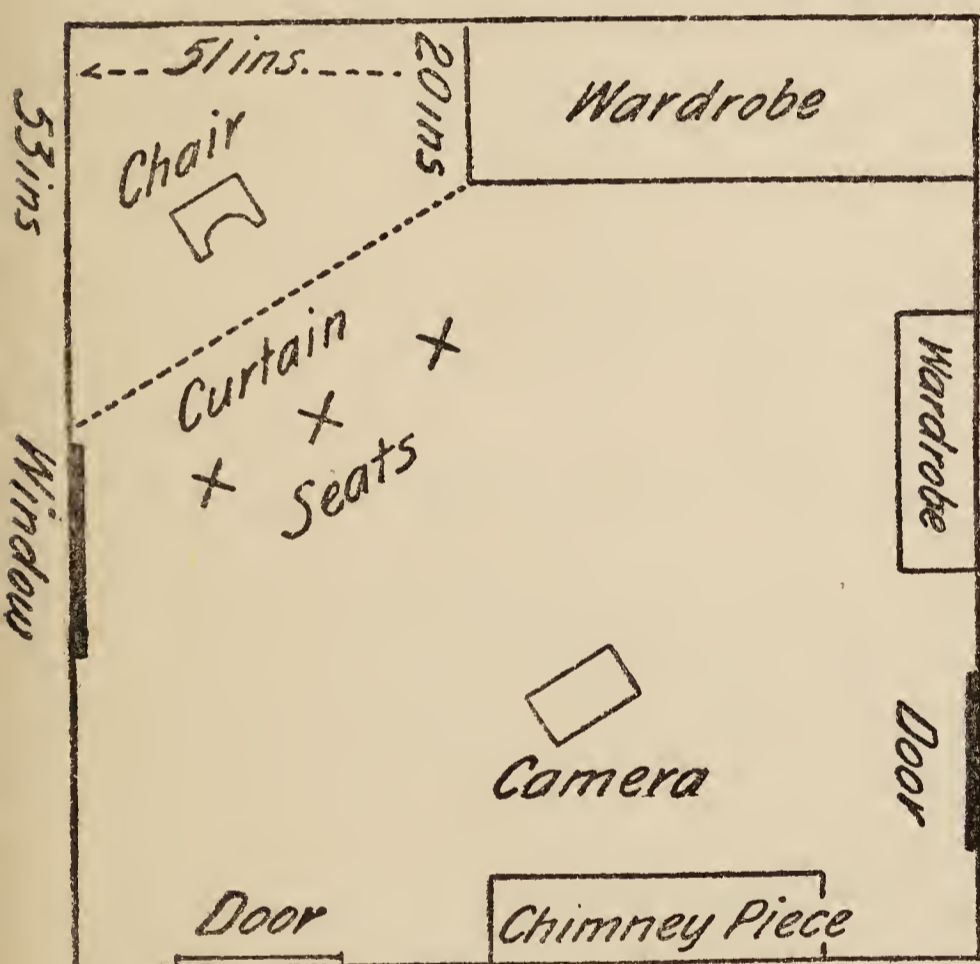 51 ins.
20 ins
Wardrobe
53 ins
Chair
Curtain
Wardrobe
Seats
Window
Camera
Door
Door
Chimney Piece